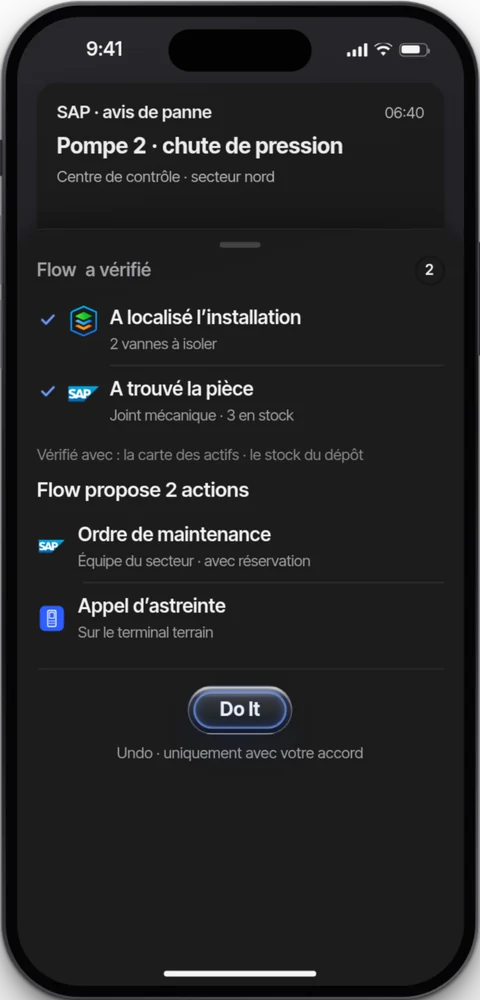 9:41
SAP · avis de panne
06:40
Pompe 2 · chute de pression
Centre de contrôle · secteur nord
Flow a vérifié
2
A localisé l’installation
2 vannes à isoler
SAP
A trouvé la pièce
Joint mécanique · 3 en stock
Vérifié avec : la carte des actifs · le stock du dépôt
Flow propose 2 actions
SAP
Ordre de maintenance
Équipe du secteur · avec réservation
Appel d’astreinte
Sur le terminal terrain
Do It
Undo · uniquement avec votre accord